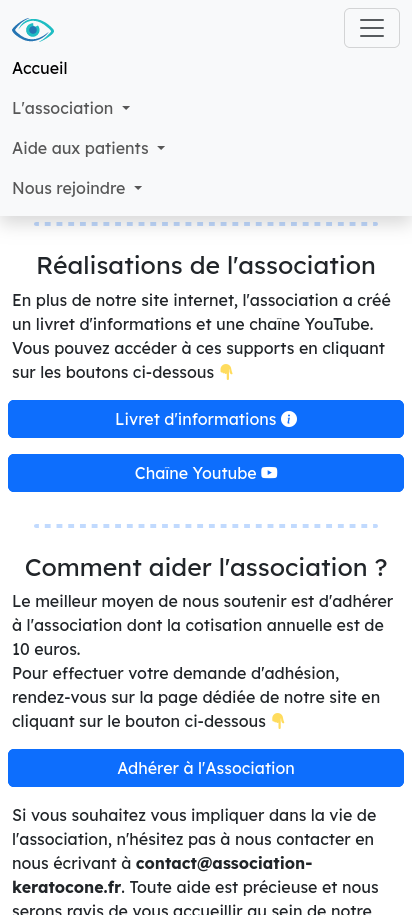 Accueil
L'association
Aide aux patients
Nous rejoindre
Réalisations de l'association
En plus de notre site internet, l'association a créé
un livret d'informations et une chaîne YouTube.
Vous pouvez accéder à ces supports en cliquant
sur les boutons ci-dessous 👇
Livret d'informations
Chaîne Youtube
Comment aider l'association ?
Le meilleur moyen de nous soutenir est d'adhérer
à l'association dont la cotisation annuelle est de
10 euros.
Pour effectuer votre demande d'adhésion,
rendez-vous sur la page dédiée de notre site en
cliquant sur le bouton ci-dessous 👇
Adhérer à l'Association
Si vous souhaitez vous impliquer dans la vie de
l'association, n'hésitez pas à nous contacter en
nous écrivant à contact@association-
keratocone.fr. Toute aide est précieuse et nous
serons ravis de vous accueillir au sein de notre